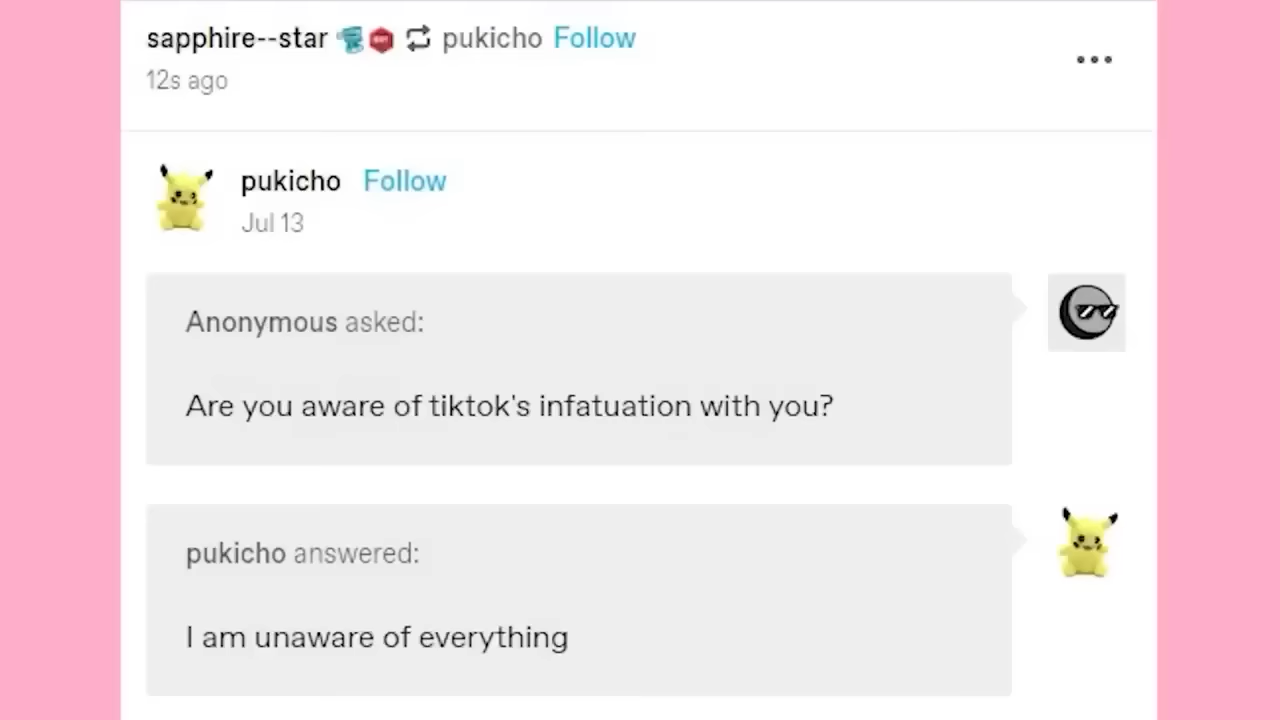 sapphire--star pukicho Follow
12s ago
pukicho Follow
Jul 13
Anonymous asked:
Are you aware of tiktok's infatuation with you?
pukicho answered:
I am unaware of everything